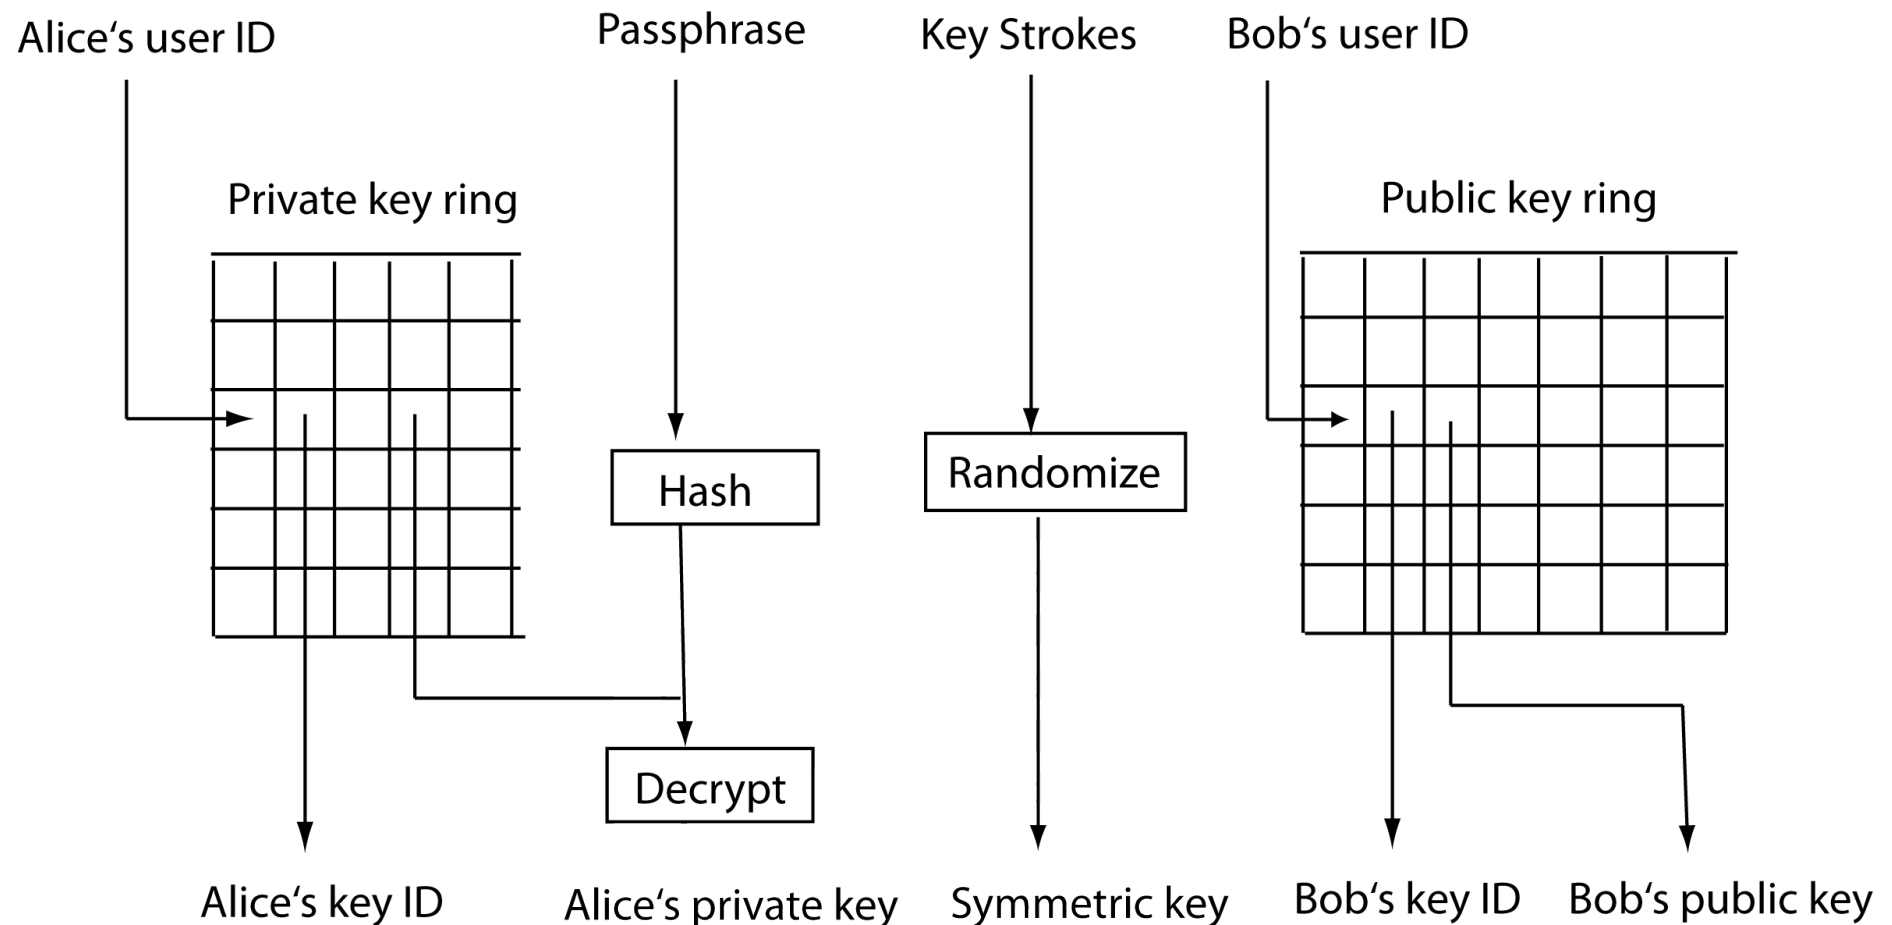 Alice‘s user ID
Passphrase
Key Strokes
Bob‘s user ID
Private key ring
Public key ring
Hash
Randomize
Decrypt
Alice‘s key ID
Alice‘s private key
Symmetric key
Bob‘s key ID
Bob‘s public key